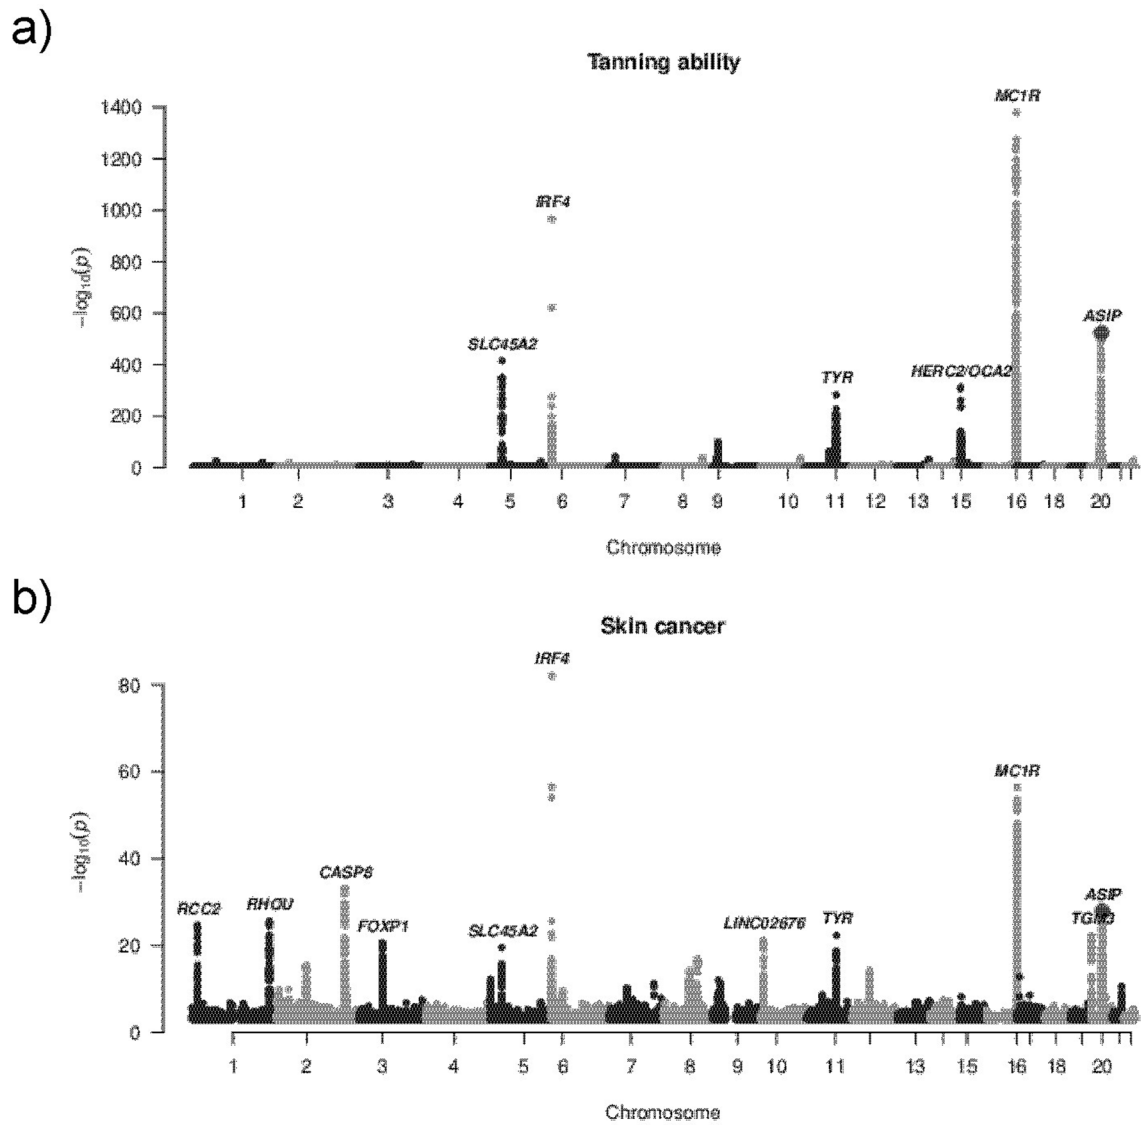 a)
Tanning ability
MC1R
1400
1200
IRF4
1000
800
−log10(p)
600
ASIP
SLC45A2
400
TYR
HERC2/OCA2
200
0
1 2 3 4 5 6 7 8 9 10 11 12 13 15 16 18 20
Chromosome
b)
Skin cancer
IRF4
80
MC1R
60
−log10(p)
40
CASP8
RCC2
RHOU
ASIP
FOXP1
SLC45A2
LINC02676
TYR
TGM3
20
0
1 2 3 4 5 6 7 8 9 10 11 13 15 16 18 20
Chromosome